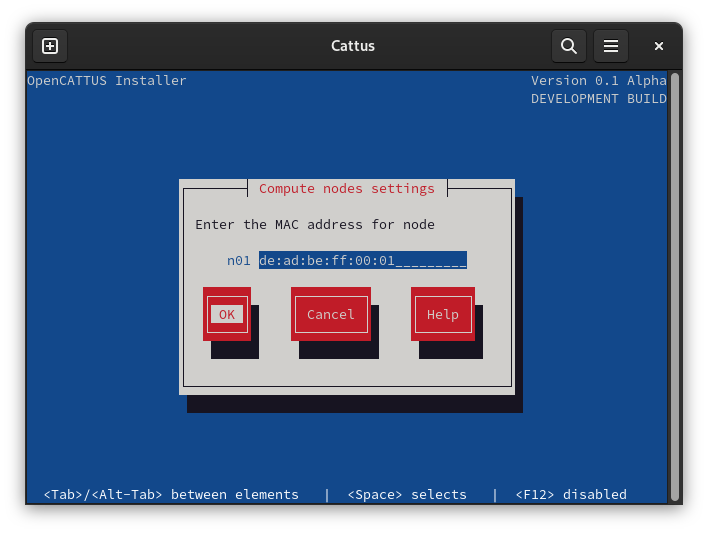 Cattus
OpenCATTUS Installer
Version 0.1 Alpha
DEVELOPMENT BUILD
Compute nodes settings
Enter the MAC address for node
n01 de:ad:be:ff:00:01_________
OK Cancel Help
<Tab>/<Alt-Tab> between elements | <Space> selects | <F12> disabled